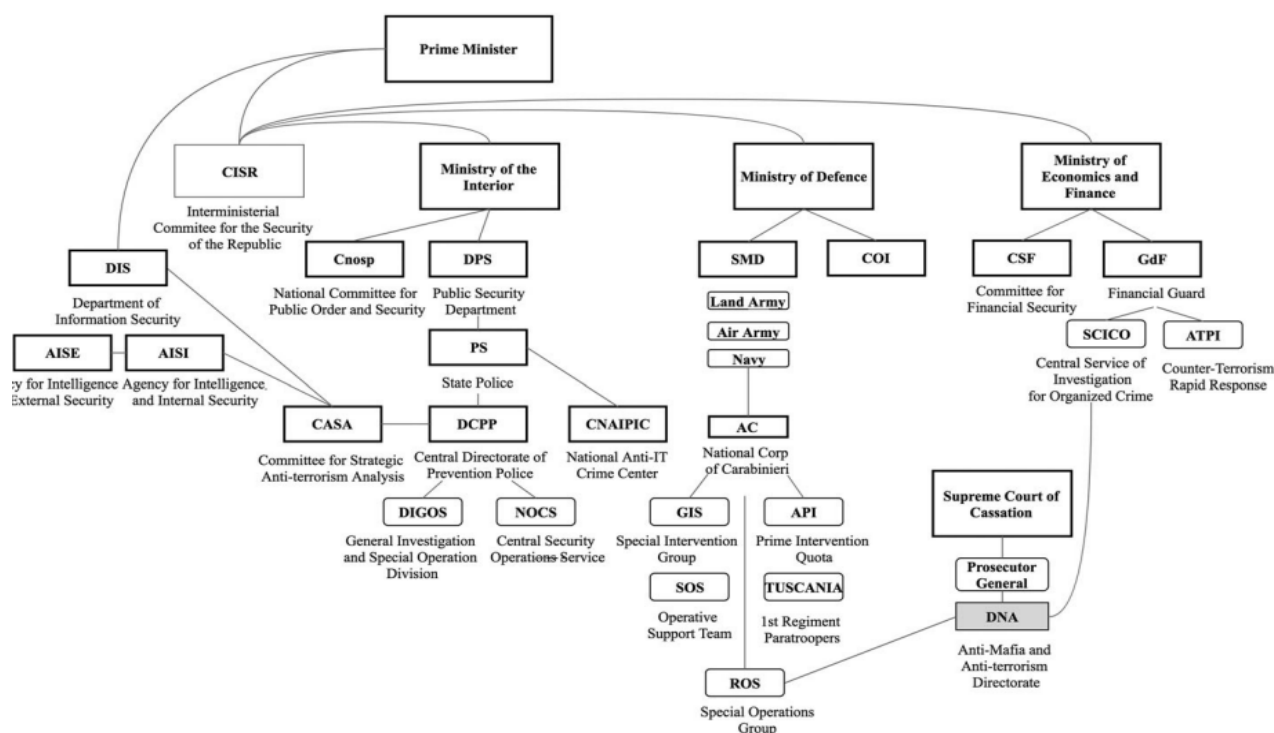 Prime Minister
CISR
Interministerial
Commitee for the Security
of the Republic
Ministry of the
Interior
Ministry of Defence
Ministry of
Economics and
Finance
DIS
Department of
Information Security
Cnosp
National Committee for
Public Order and Security
DPS
Public Security
Department
SMD
COI
CSF
Committee for
Financial Security
GdF
Financial Guard
Land Army
Air Army
Navy
SCICO
Central Service of
Investigation
for Organized Crime
ATPI
Counter-Terrorism
Rapid Response
AISE
cy for Intelligence
External Security
AISI
Agency for Intelligence
and Internal Security
PS
State Police
CASA
Committee for Strategic
Anti-terrorism Analysis
DCPP
Central Directorate of
Prevention Police
CNAIPIC
National Anti-IT
Crime Center
AC
National Corp
of Carabinieri
DIGOS
General Investigation
and Special Operation
Division
NOCS
Central Security
Operations Service
GIS
Special Intervention
Group
API
Prime Intervention
Quota
SOS
Operative
Support Team
TUSCANIA
1st Regiment
Paratroopers
Supreme Court of
Cassation
Prosecutor
General
DNA
Anti-Mafia and
Anti-terrorism
Directorate
ROS
Special Operations
Group